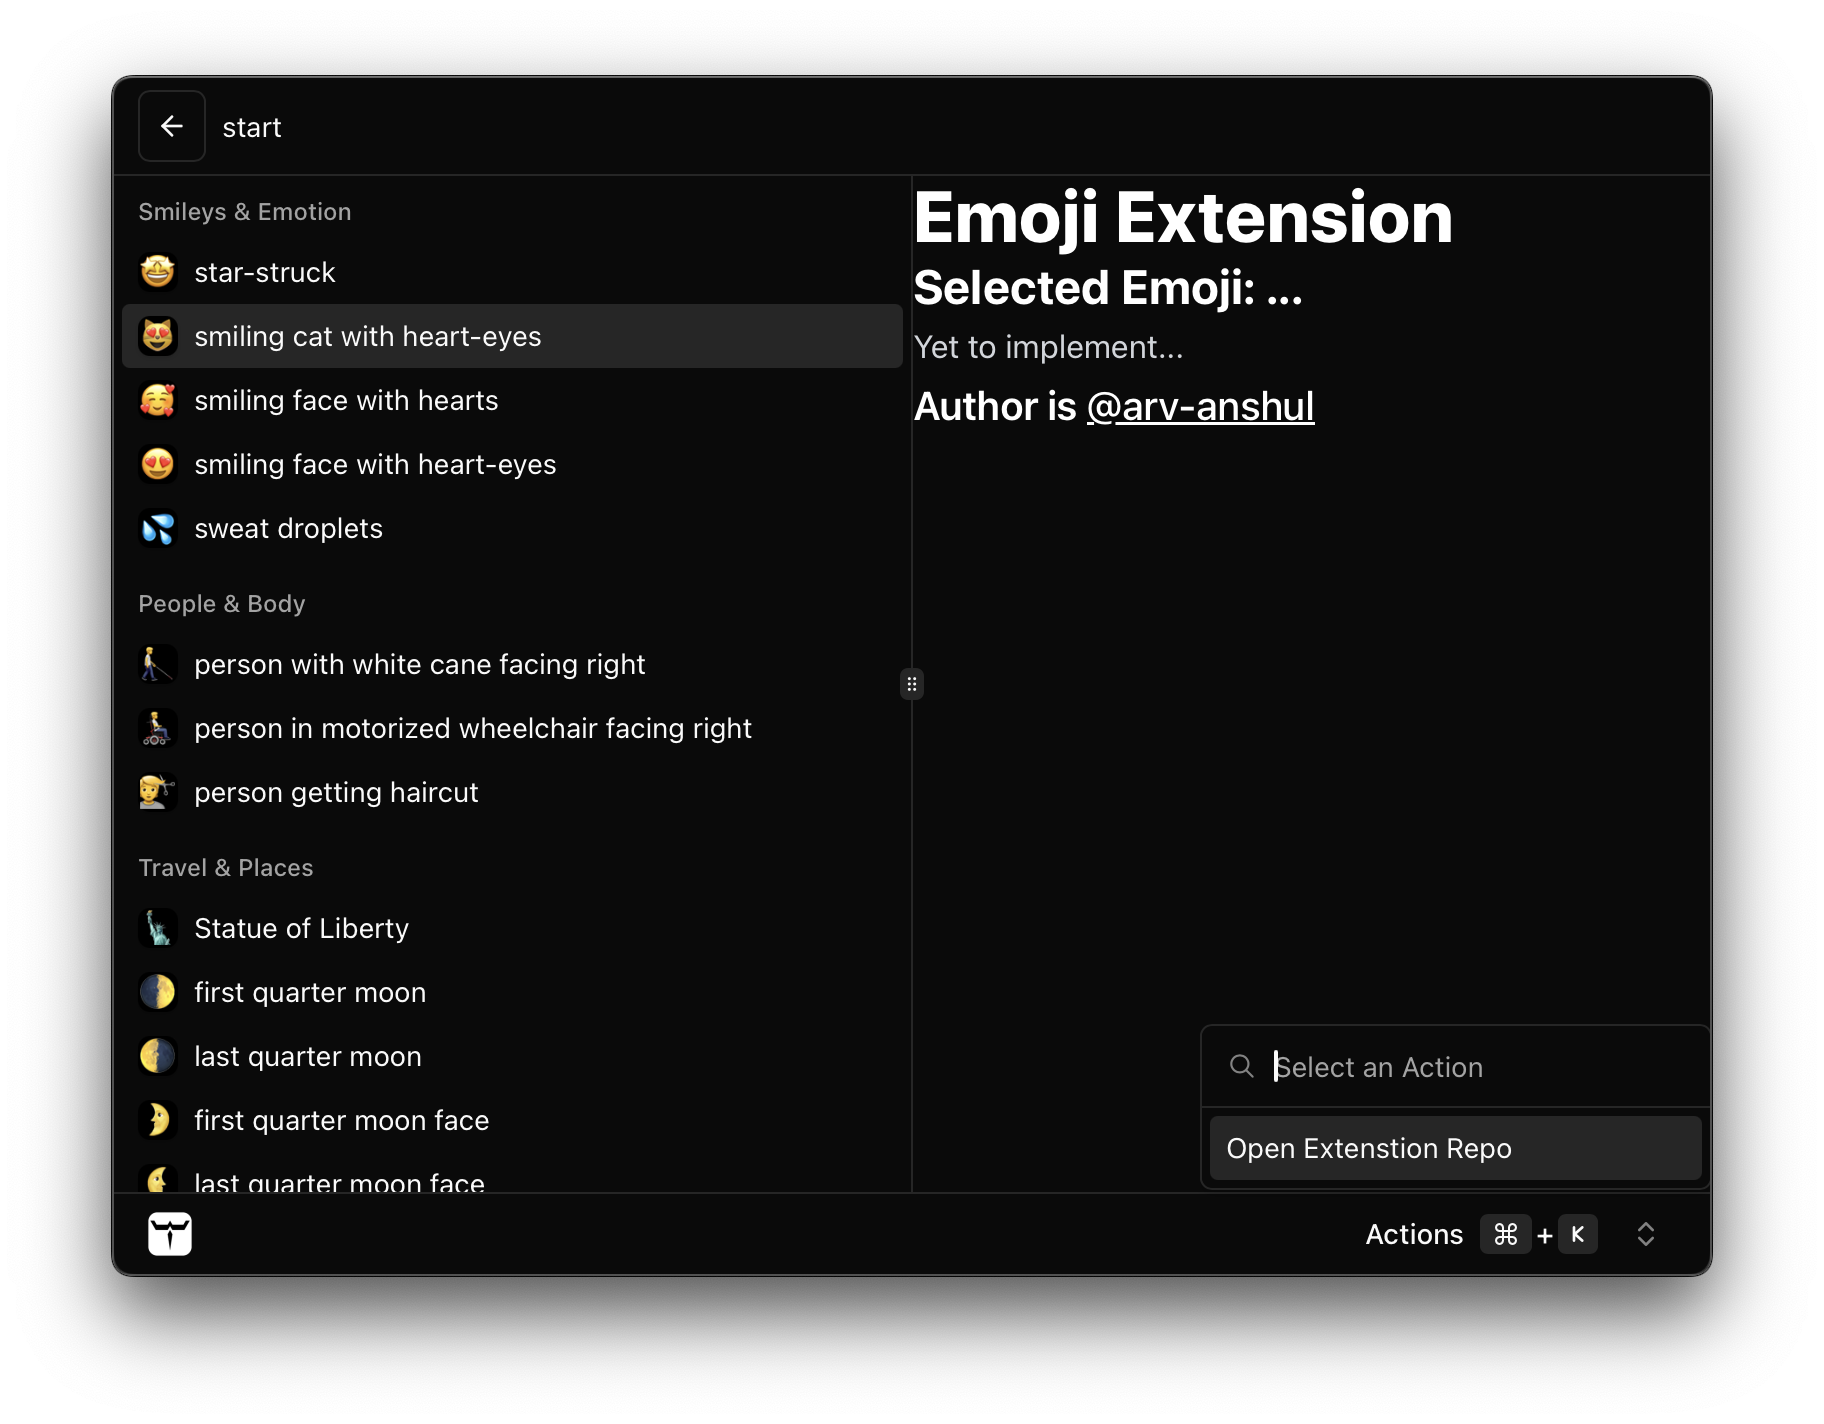 start
Smileys & Emotion
star-struck
smiling cat with heart-eyes
smiling face with hearts
smiling face with heart-eyes
sweat droplets
People & Body
person with white cane facing right
person in motorized wheelchair facing right
person getting haircut
Travel & Places
Statue of Liberty
first quarter moon
last quarter moon
first quarter moon face
last quarter moon face
Emoji Extension
Selected Emoji: ...
Yet to implement...
Author is @arv-anshul
Select an Action
Open Extenstion Repo
Actions ⌘ + K